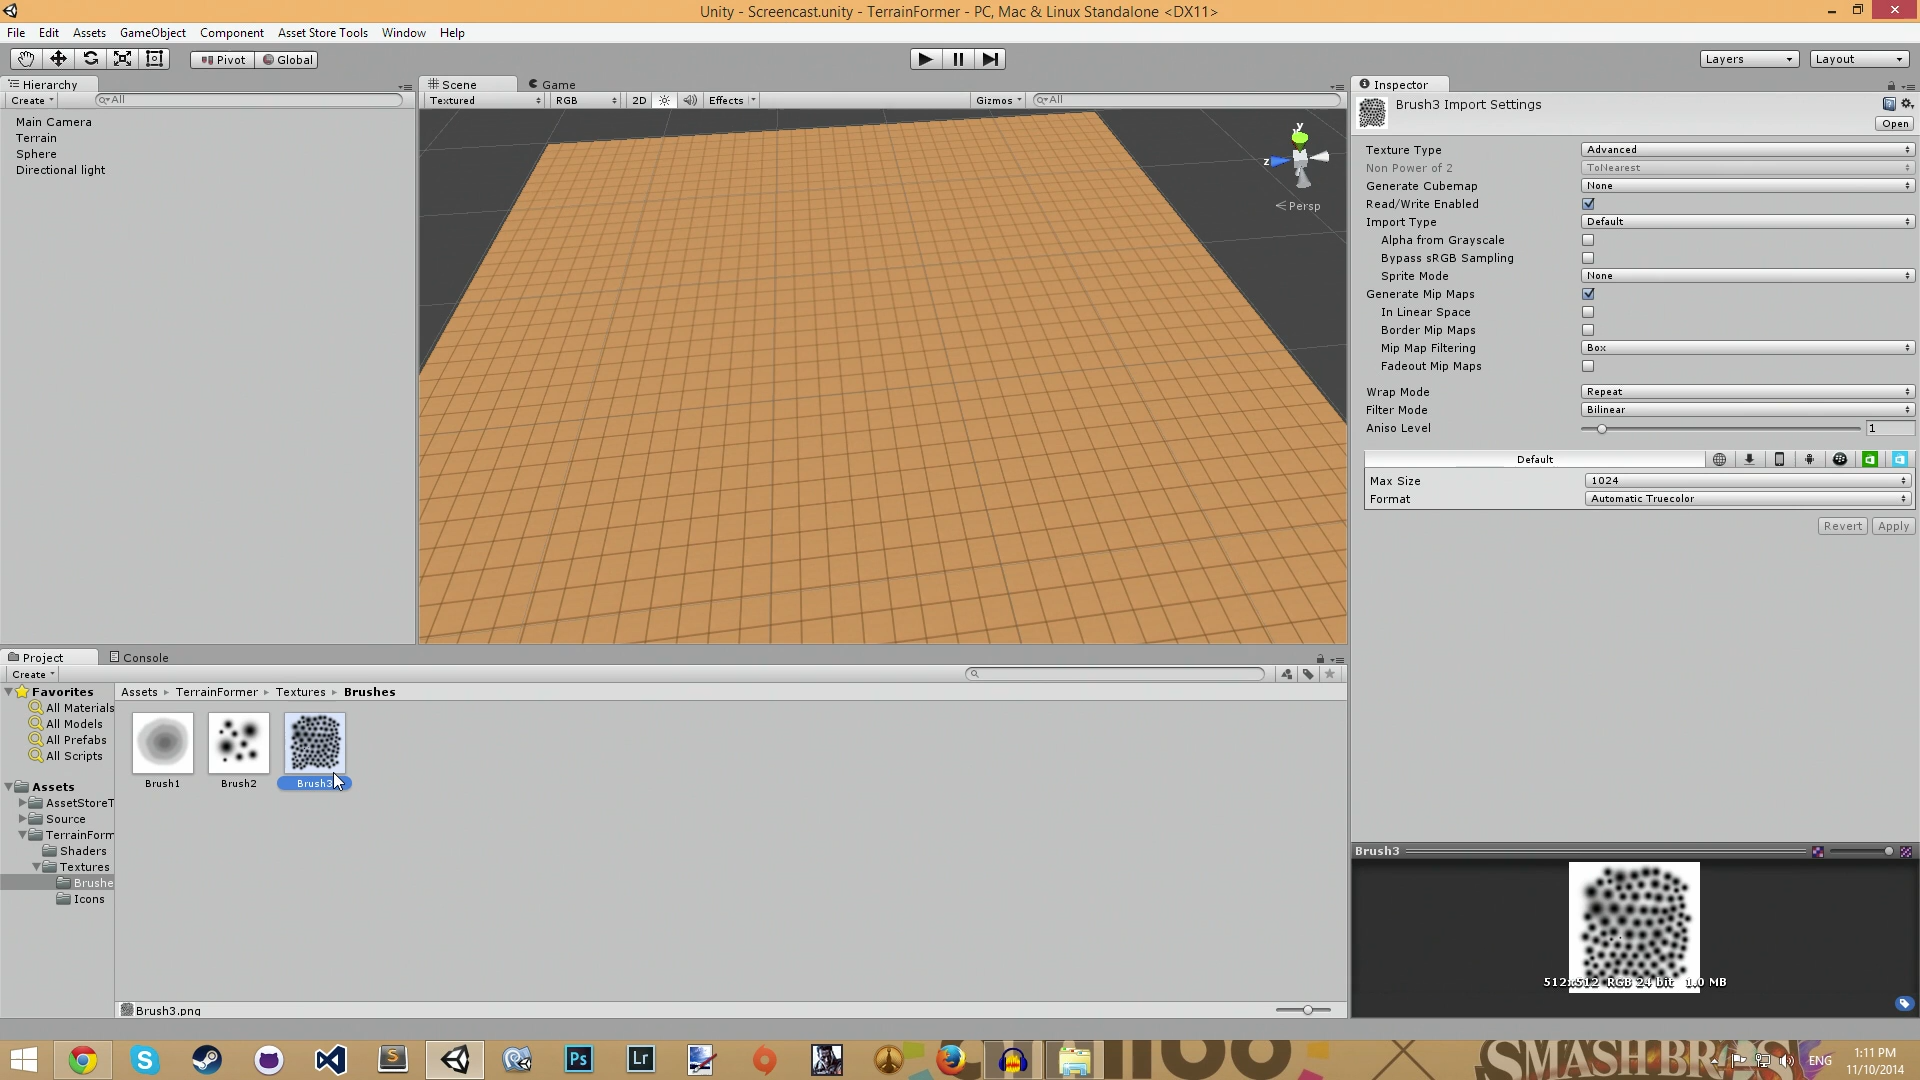 Unity - Screencast.unity - TerrainFormer - PC, Mac & Linux Standalone <DX11>
File Edit Assets GameObject Component Asset Store Tools Window Help
Pivot Global
Layers Layout
Hierarchy
Create All
Main Camera
Terrain
Sphere
Directional light
Scene Game
Textured RGB 2D Effects Gizmos All
y
z
Persp
Inspector
Brush3 Import Settings
Open
Texture Type Advanced
Non Power of 2 ToNearest
Generate Cubemap None
Read/Write Enabled
Import Type Default
Alpha from Grayscale
Bypass sRGB Sampling
Sprite Mode None
Generate Mip Maps
In Linear Space
Border Mip Maps
Mip Map Filtering Box
Fadeout Mip Maps
Wrap Mode Repeat
Filter Mode Bilinear
Aniso Level 1
Default
Max Size 1024
Format Automatic Truecolor
Revert Apply
Project Console
Create
Favorites
All Materials
All Models
All Prefabs
All Scripts
Assets
AssetStoreT
Source
TerrainForm
Shaders
Textures
Brushe
Icons
Assets TerrainFormer Textures Brushes
Brush1 Brush2 Brush3
Brush3.png
Brush3
512x512 RGB 24 bit 1.0 MB
Ps Lr
SMASH BR
ENG
1:11 PM
11/10/2014